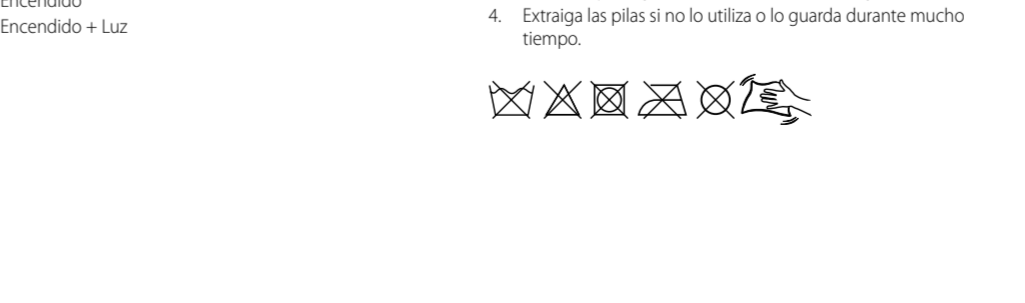 Encendido
Encendido + Luz
4. Extraiga las pilas si no lo utiliza o lo guarda durante mucho
tiempo.